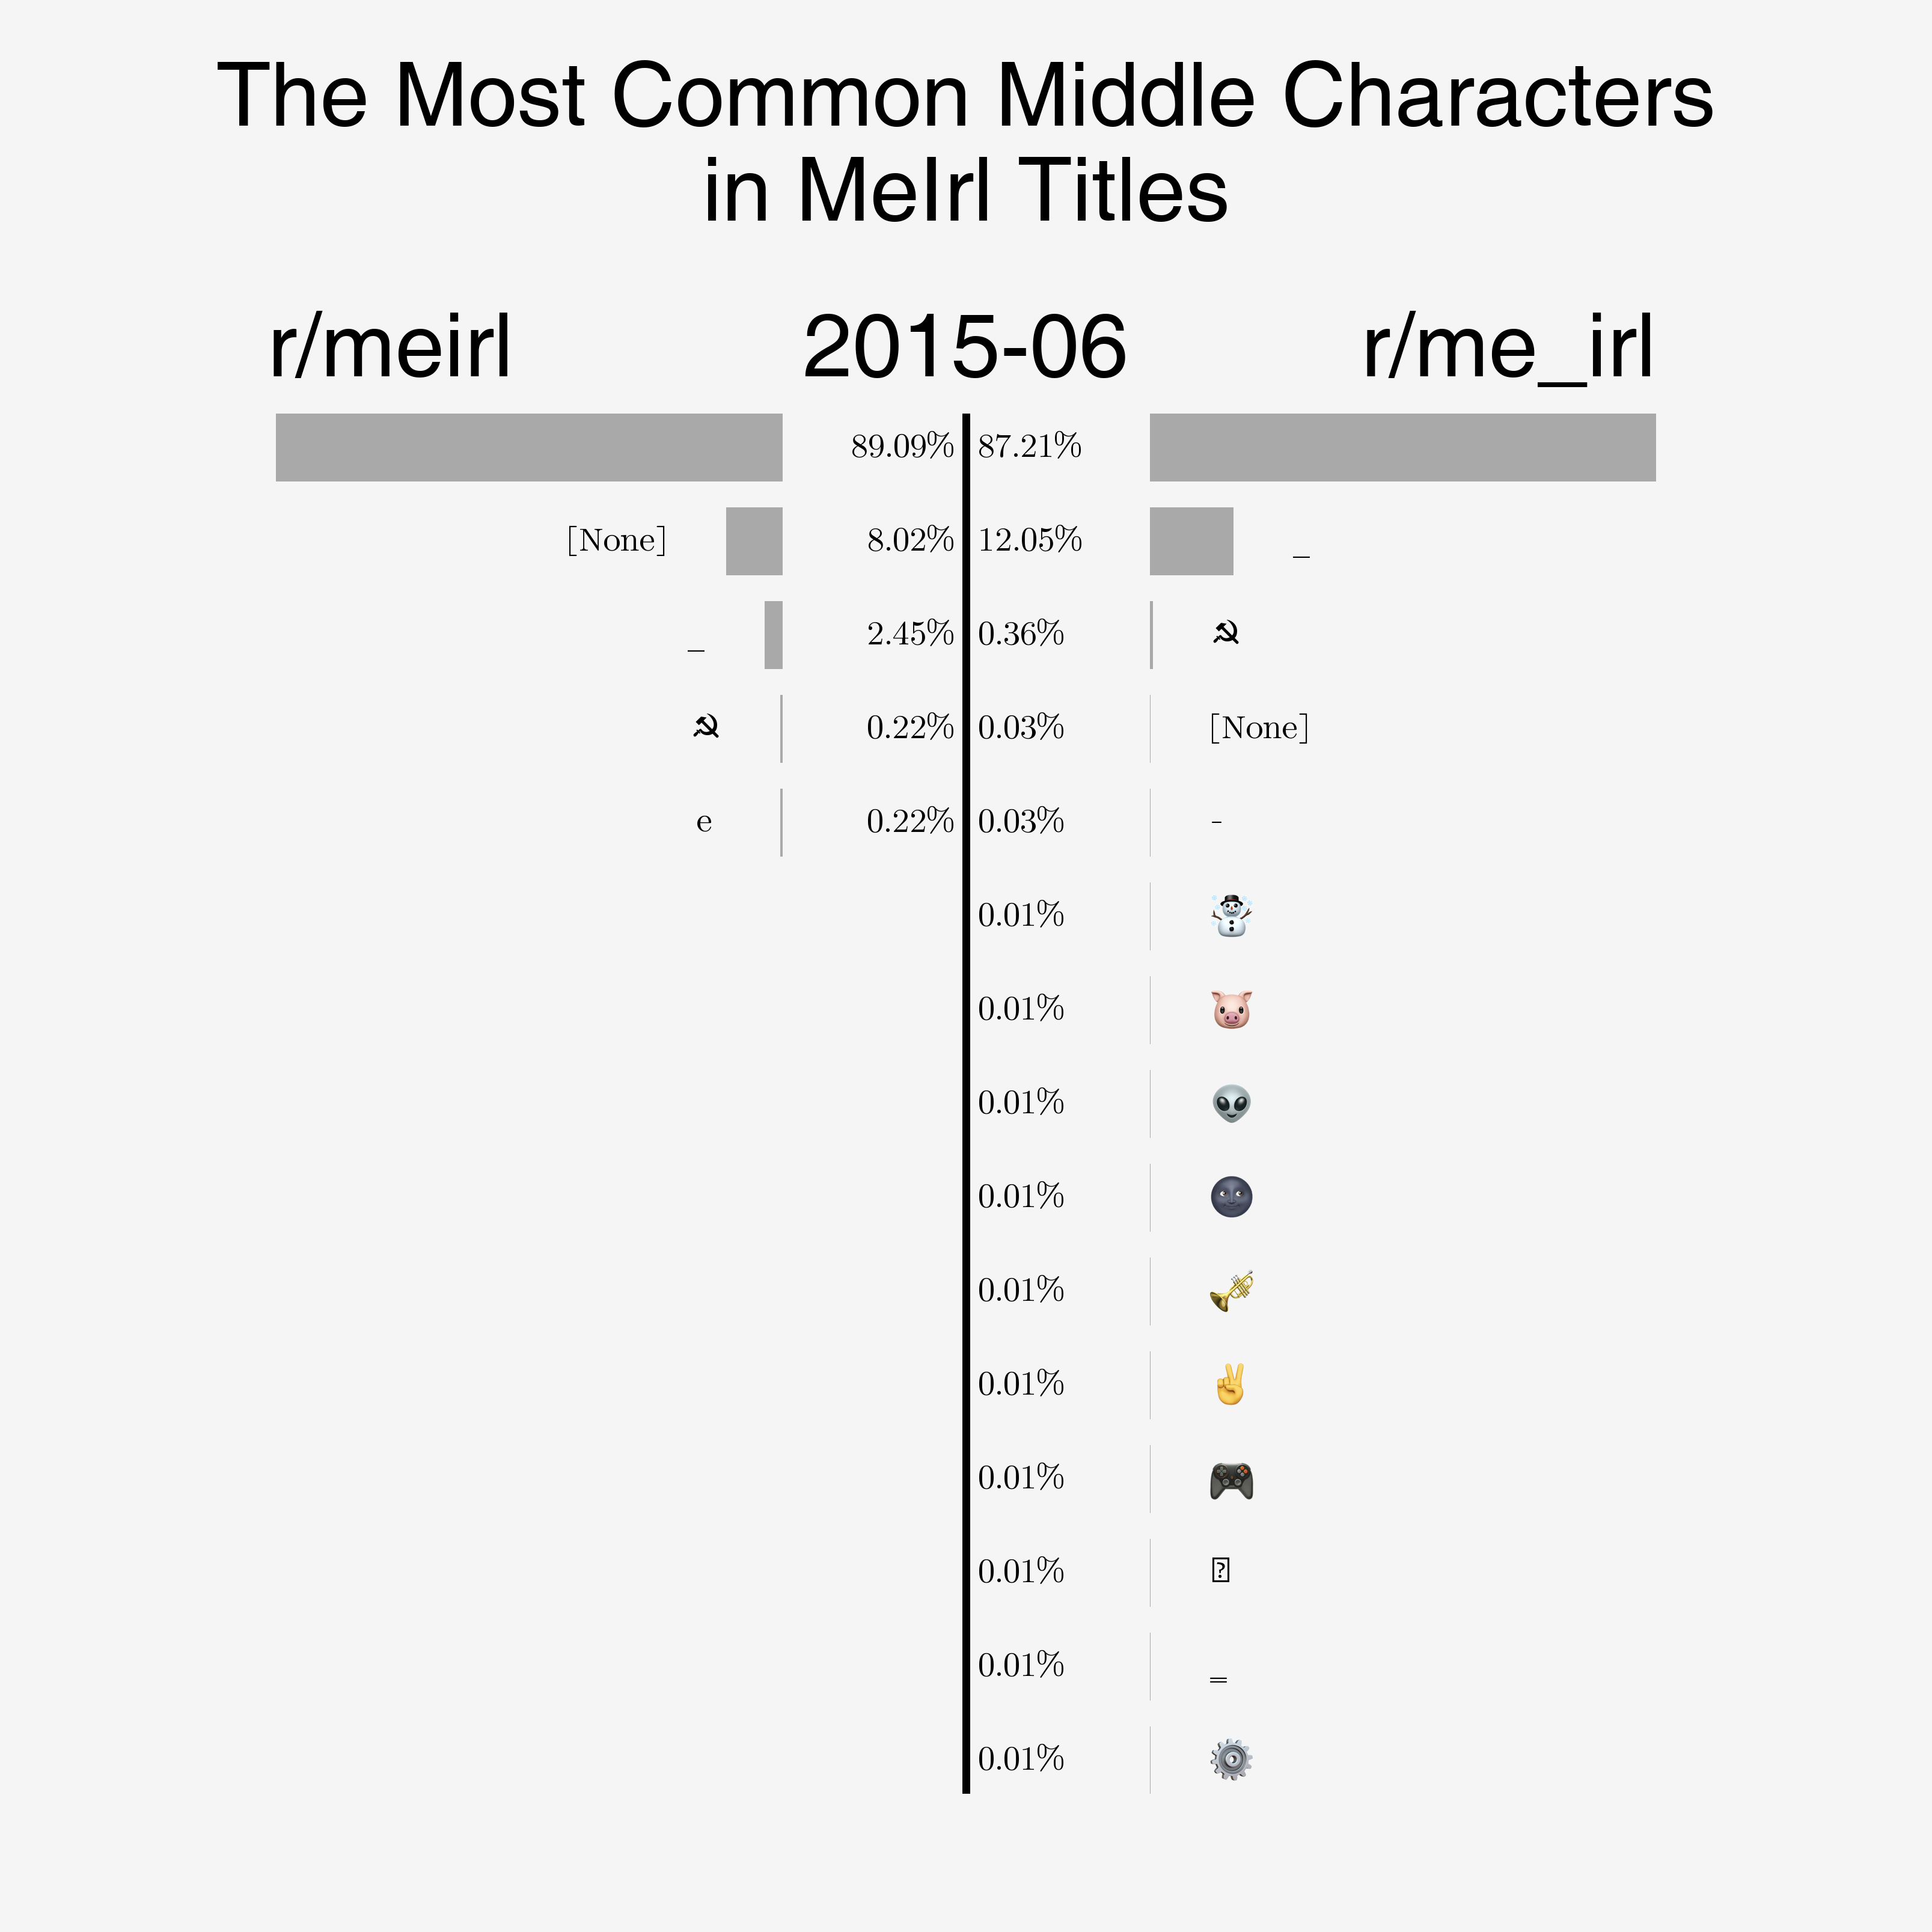 The Most Common Middle Characters
in MeIrl Titles
r/meirl 2015-06 r/me_irl
89.09% 87.21%
[None] 8.02% 12.05% _
_ 2.45% 0.36% ☭
☭ 0.22% 0.03% [None]
e 0.22% 0.03% -
0.01% ☃️
0.01% 🐷
0.01% 👽
0.01% 🌚
0.01% 🎺
0.01% ✌️
0.01% 🎮
0.01% ⍰
0.01% ‗
0.01% ⚙️